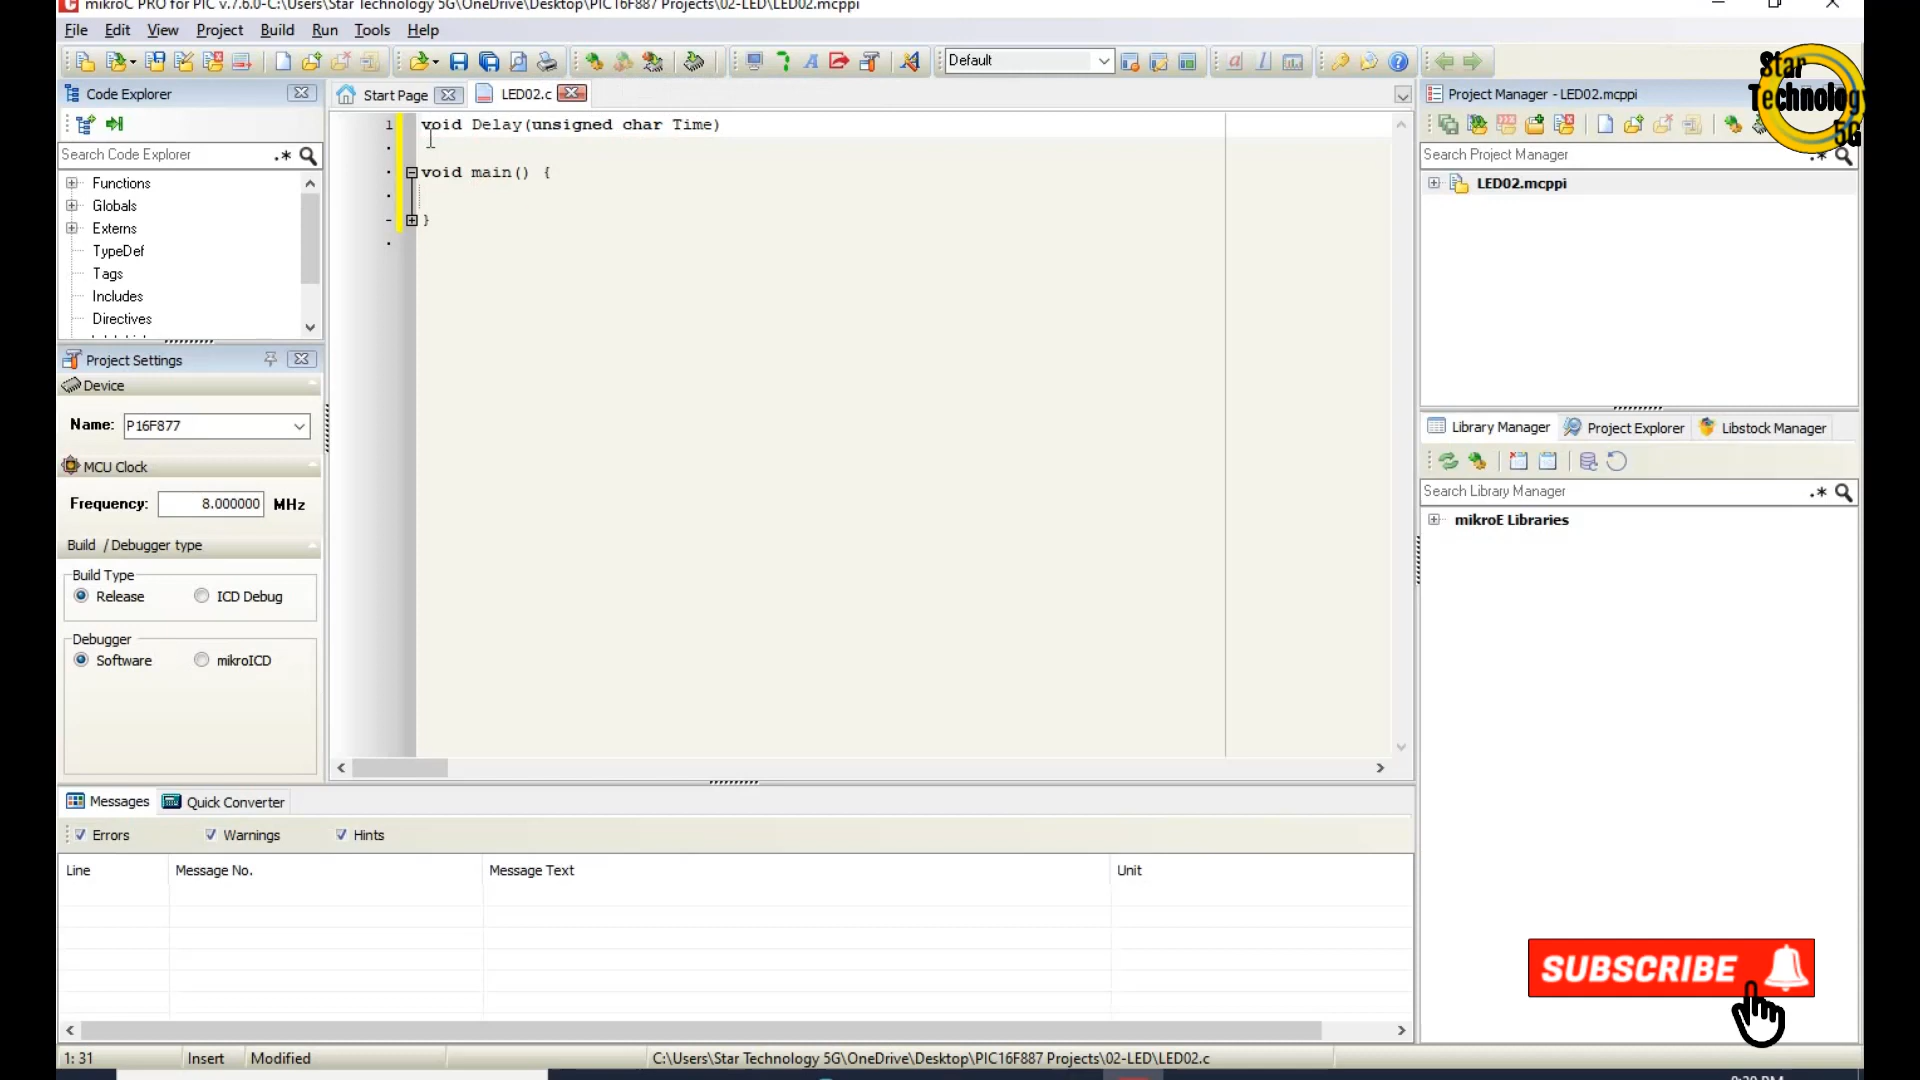 mikroC PRO for PIC v.7.6.0-C:\Users\Star Technology 5G\OneDrive\Desktop\PIC16F887 Projects\02-LED\LED02.mcppi
File Edit View Project Build Run Tools Help
Default
Star Technology 5G
Code Explorer
Start Page
LED02.c
Project Manager - LED02.mcppi
1 void Delay(unsigned char Time)
Search Code Explorer
Search Project Manager
void main() {
Functions
LED02.mcppi
Globals
}
Externs
TypeDef
Tags
Includes
Directives
Project Settings
Device
Name: P16F877
Library Manager Project Explorer Libstock Manager
MCU Clock
Frequency: 8.000000 MHz
Search Library Manager
mikroE Libraries
Build / Debugger type
Build Type
Release ICD Debug
Debugger
Software mikroICD
Messages Quick Converter
Errors Warnings Hints
Line Message No. Message Text Unit
SUBSCRIBE
1: 31 Insert Modified C:\Users\Star Technology 5G\OneDrive\Desktop\PIC16F887 Projects\02-LED\LED02.c